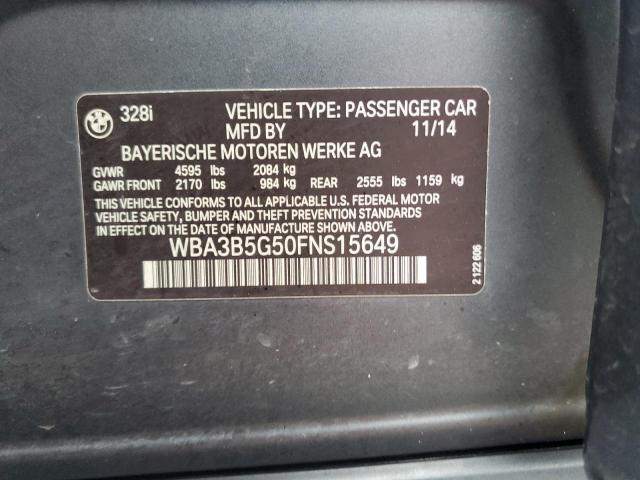 328i VEHICLE TYPE: PASSENGER CAR
MFD BY 11/14
BAYERISCHE MOTOREN WERKE AG
GVWR 4595 lbs 2084 kg
GAWR FRONT 2170 lbs 984 kg REAR 2555 lbs 1159 kg
THIS VEHICLE CONFORMS TO ALL APPLICABLE U.S. FEDERAL MOTOR
VEHICLE SAFETY, BUMPER AND THEFT PREVENTION STANDARDS
IN EFFECT ON THE DATE OF MANUFACTURE SHOWN ABOVE.
WBA3B5G50FNS15649
2 122 606